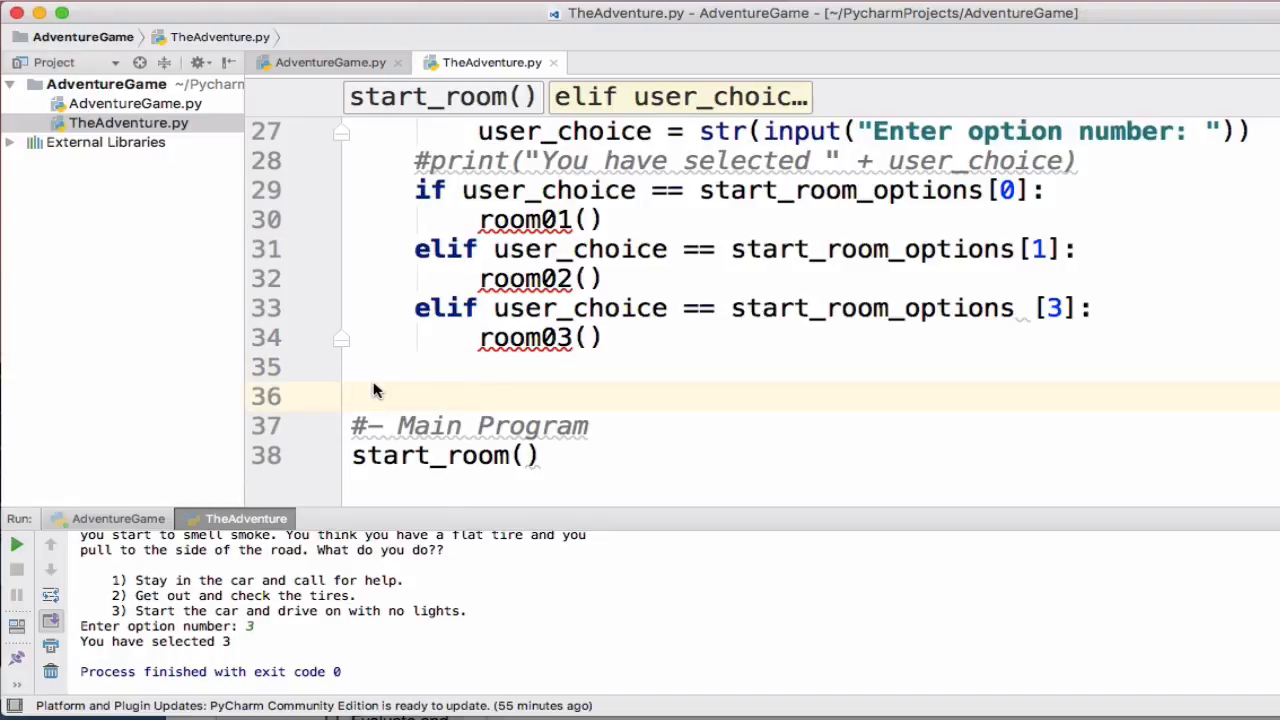 TheAdventure.py - AdventureGame - [~/PycharmProjects/AdventureGame]
AdventureGame TheAdventure.py
Project AdventureGame.py TheAdventure.py
AdventureGame ~/Pycharm
AdventureGame.py
TheAdventure.py
External Libraries
start_room() elif user_choic…
27 user_choice = str(input("Enter option number: "))
28 #print("You have selected " + user_choice)
29 if user_choice == start_room_options[0]:
30 room01()
31 elif user_choice == start_room_options[1]:
32 room02()
33 elif user_choice == start_room_options [3]:
34 room03()
35
36
37 #- Main Program
38 start_room()
Run: AdventureGame TheAdventure
you start to smell smoke. You think you have a flat tire and you
pull to the side of the road. What do you do??
1) Stay in the car and call for help.
2) Get out and check the tires.
3) Start the car and drive on with no lights.
Enter option number: 3
You have selected 3
Process finished with exit code 0
Platform and Plugin Updates: PyCharm Community Edition is ready to update. (55 minutes ago)